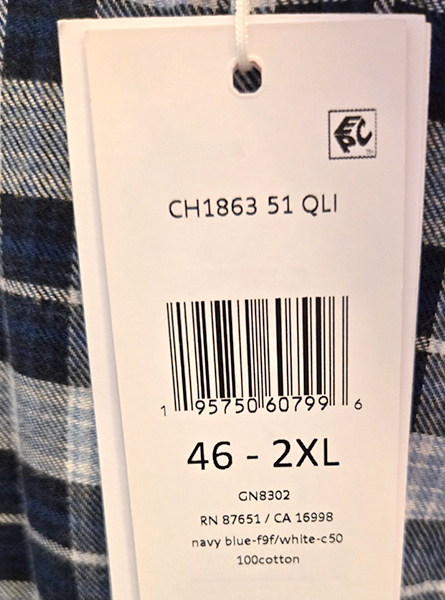 EPC
CH1863 51 QLI
1 95750 60799 6
46 - 2XL
GN8302
RN 87651 / CA 16998
navy blue-f9f/white-c50
100cotton